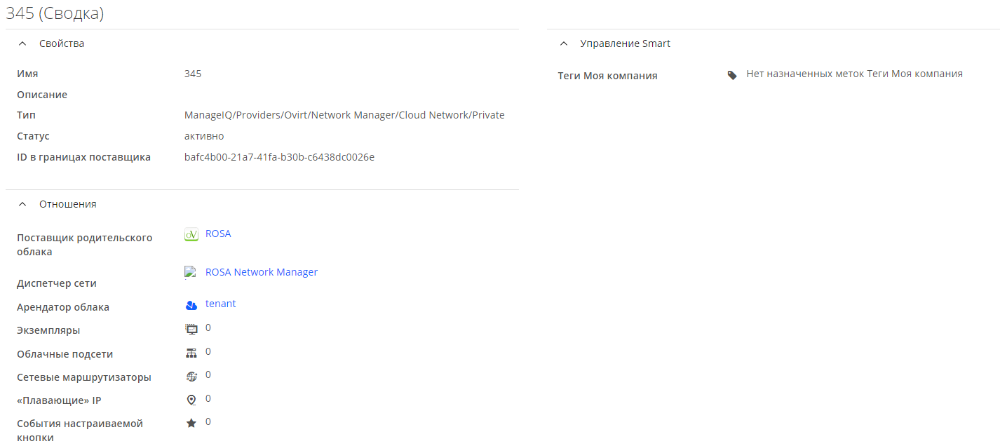 345 (Сводка)
Свойства
Имя 345
Описание
Тип ManageIQ/Providers/Ovirt/Network Manager/Cloud Network/Private
Статус активно
ID в границах поставщика bafc4b00-21a7-41fa-b30b-c6438dc0026e
Отношения
Поставщик родительского
облака
oV ROSA
Диспетчер сети ROSA Network Manager
Арендатор облака tenant
Экземпляры 0
Облачные подсети 0
Сетевые маршрутизаторы 0
«Плавающие» IP 0
События настраиваемой
кнопки
0
Управление Smart
Теги Моя компания Нет назначенных меток Теги Моя компания